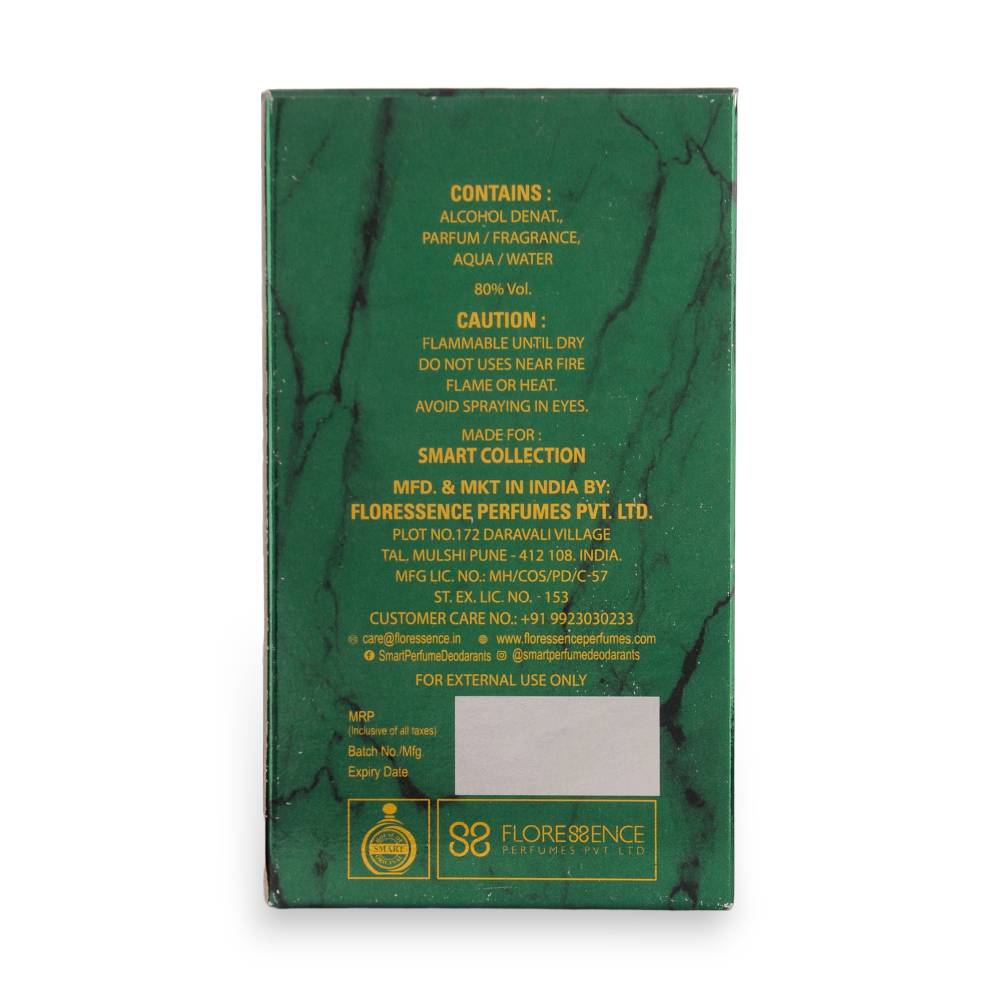 CONTAINS :
ALCOHOL DENAT.,
PARFUM / FRAGRANCE,
AQUA / WATER
80% Vol.
CAUTION :
FLAMMABLE UNTIL DRY
DO NOT USES NEAR FIRE
FLAME OR HEAT.
AVOID SPRAYING IN EYES.
MADE FOR :
SMART COLLECTION
MFD. & MKT IN INDIA BY:
FLORESSENCE PERFUMES PVT. LTD.
PLOT NO.172 DARAVALI VILLAGE
TAL, MULSHI PUNE - 412 108. INDIA.
MFG LIC. NO.: MH/COS/PD/C-57
ST. EX. LIC. NO. - 153
CUSTOMER CARE NO.: +91 9923030233
care@floressence.in www.floressenceperfumes.com
SmartPerfumeDeodarants @smartperfumedeodarants
FOR EXTERNAL USE ONLY
MRP
(Inclusive of all taxes)
Batch No./Mfg.
Expiry Date
HOUSE OF
SMART
ORIGINAL
FLORESSENCE
PERFUMES PVT LTD